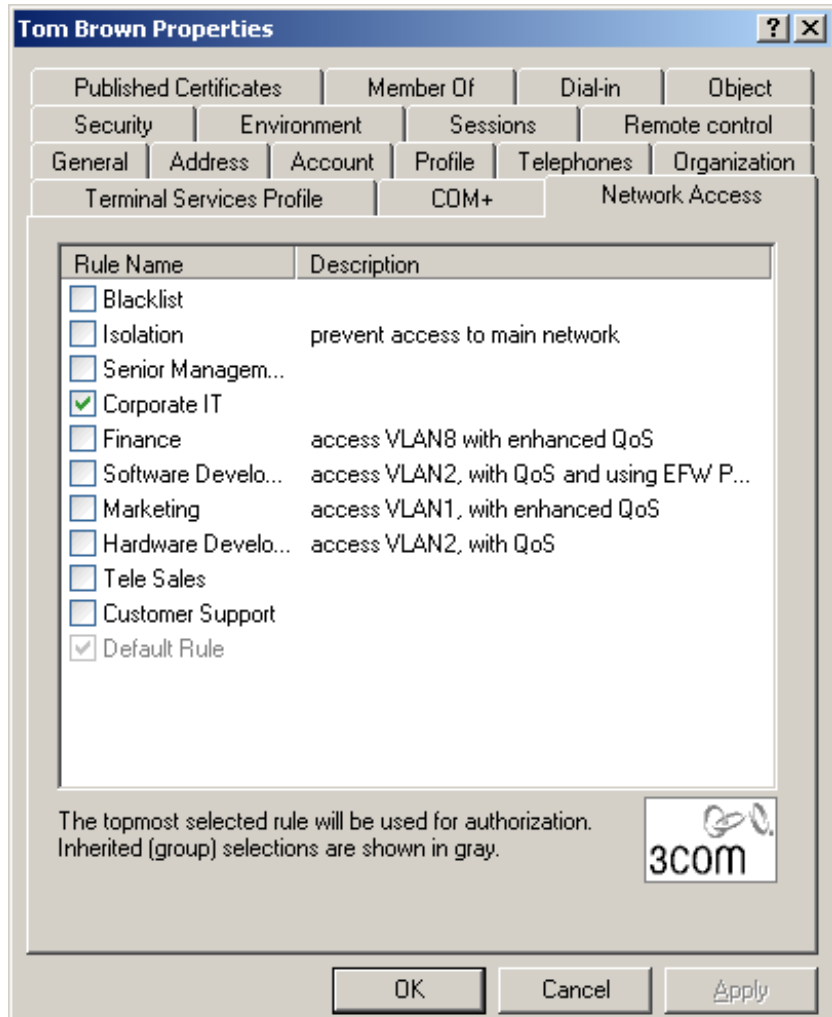 Tom Brown Properties
Published Certificates Member Of Dial-in Object
Security Environment Sessions Remote control
General Address Account Profile Telephones Organization
Terminal Services Profile COM+ Network Access
Rule Name Description
Blacklist
Isolation prevent access to main network
Senior Managem...
Corporate IT
Finance access VLAN8 with enhanced QoS
Software Develo... access VLAN2, with QoS and using EFW P...
Marketing access VLAN1, with enhanced QoS
Hardware Develo... access VLAN2, with QoS
Tele Sales
Customer Support
Default Rule
The topmost selected rule will be used for authorization.
Inherited (group) selections are shown in gray.
3com
OK Cancel Apply